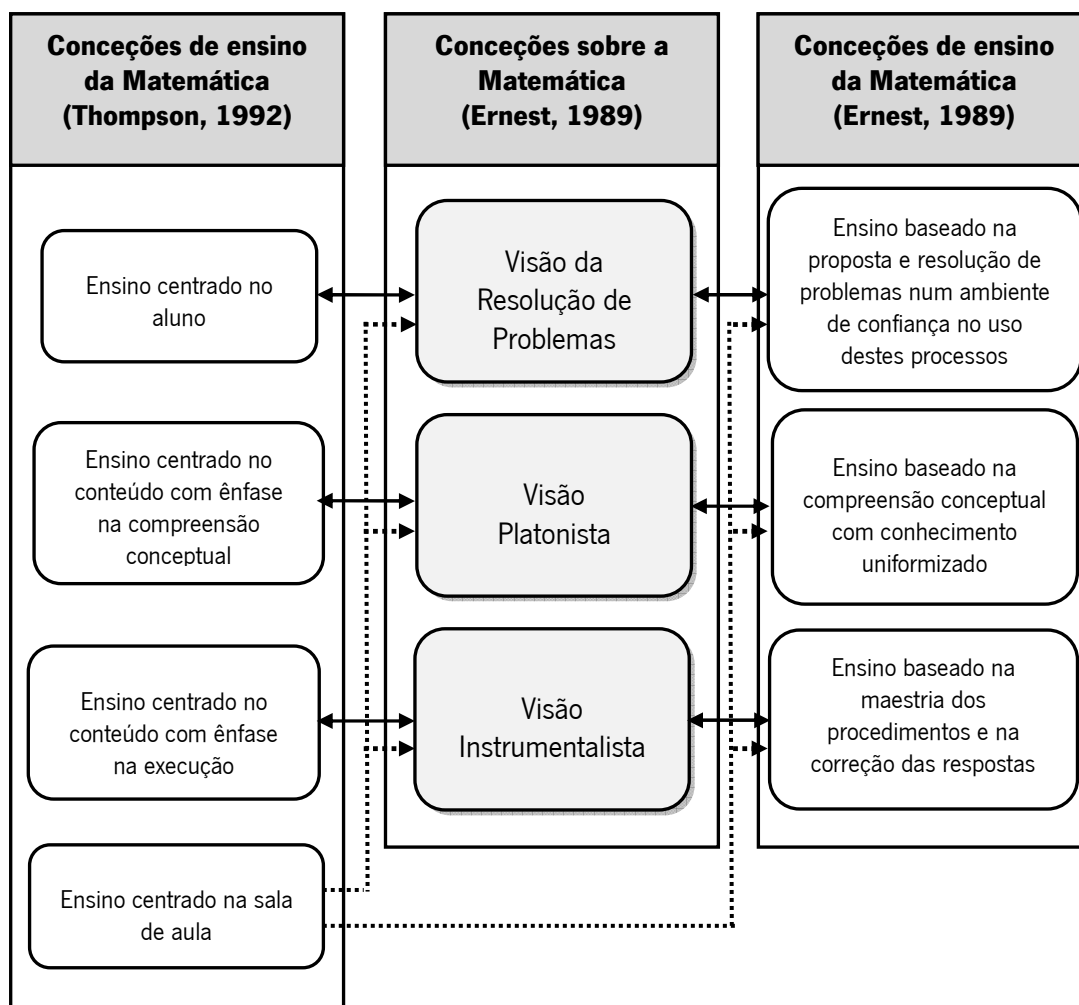 Conceções de ensino
da Matemática
(Thompson, 1992)
Ensino centrado no
aluno
Ensino centrado no
conteúdo com ênfase
na compreensão
conceptual
Ensino centrado no
conteúdo com ênfase
na execução
Ensino centrado na sala
de aula
Conceções sobre a
Matemática
(Ernest, 1989)
Visão da
Resolução de
Problemas
Visão
Platonista
Visão
Instrumentalista
Conceções de ensino
da Matemática
(Ernest, 1989)
Ensino baseado na
proposta e resolução de
problemas num ambiente
de confiança no uso
destes processos
Ensino baseado na
compreensão conceptual
com conhecimento
uniformizado
Ensino baseado na
maestria dos
procedimentos e na
correção das respostas